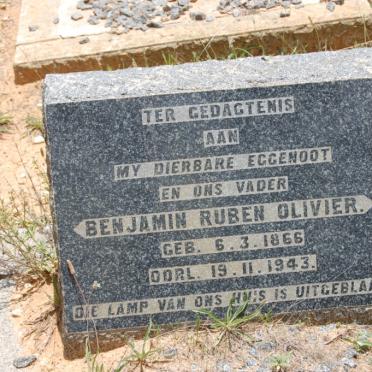 TER GEDAGTENIS
AAN
MY DIERBARE EGGENOOT
EN ONS VADER
BENJAMIN RUBEN OLIVIER.
GEB. 6.3.1866
OORL. 19.11.1943.
DIE LAMP VAN ONS HUIS IS UITGEBLAA